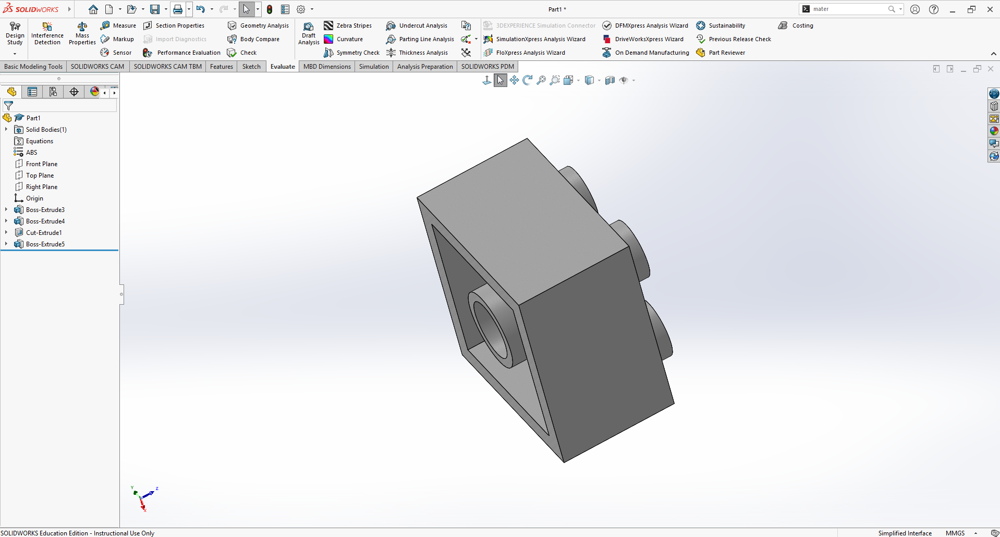 SOLIDWORKS
Part1 *
mater
Design Study
Interference Detection
Mass Properties
Measure
Markup
Sensor
Section Properties
Import Diagnostics
Performance Evaluation
Geometry Analysis
Body Compare
Check
Draft Analysis
Zebra Stripes
Curvature
Symmetry Check
Undercut Analysis
Parting Line Analysis
Thickness Analysis
3DEXPERIENCE Simulation Connector
SimulationXpress Analysis Wizard
FloXpress Analysis Wizard
DFMXpress Analysis Wizard
DriveWorksXpress Wizard
On Demand Manufacturing
Sustainability
Previous Release Check
Part Reviewer
Costing
Basic Modeling Tools
SOLIDWORKS CAM
SOLIDWORKS CAM TBM
Features
Sketch
Evaluate
MBD Dimensions
Simulation
Analysis Preparation
SOLIDWORKS PDM
Part1
Solid Bodies(1)
Equations
ABS
Front Plane
Top Plane
Right Plane
Origin
Boss-Extrude3
Boss-Extrude4
Cut-Extrude1
Boss-Extrude5
Y
Z
X
SOLIDWORKS Education Edition - Instructional Use Only
Simplified Interface
MMGS